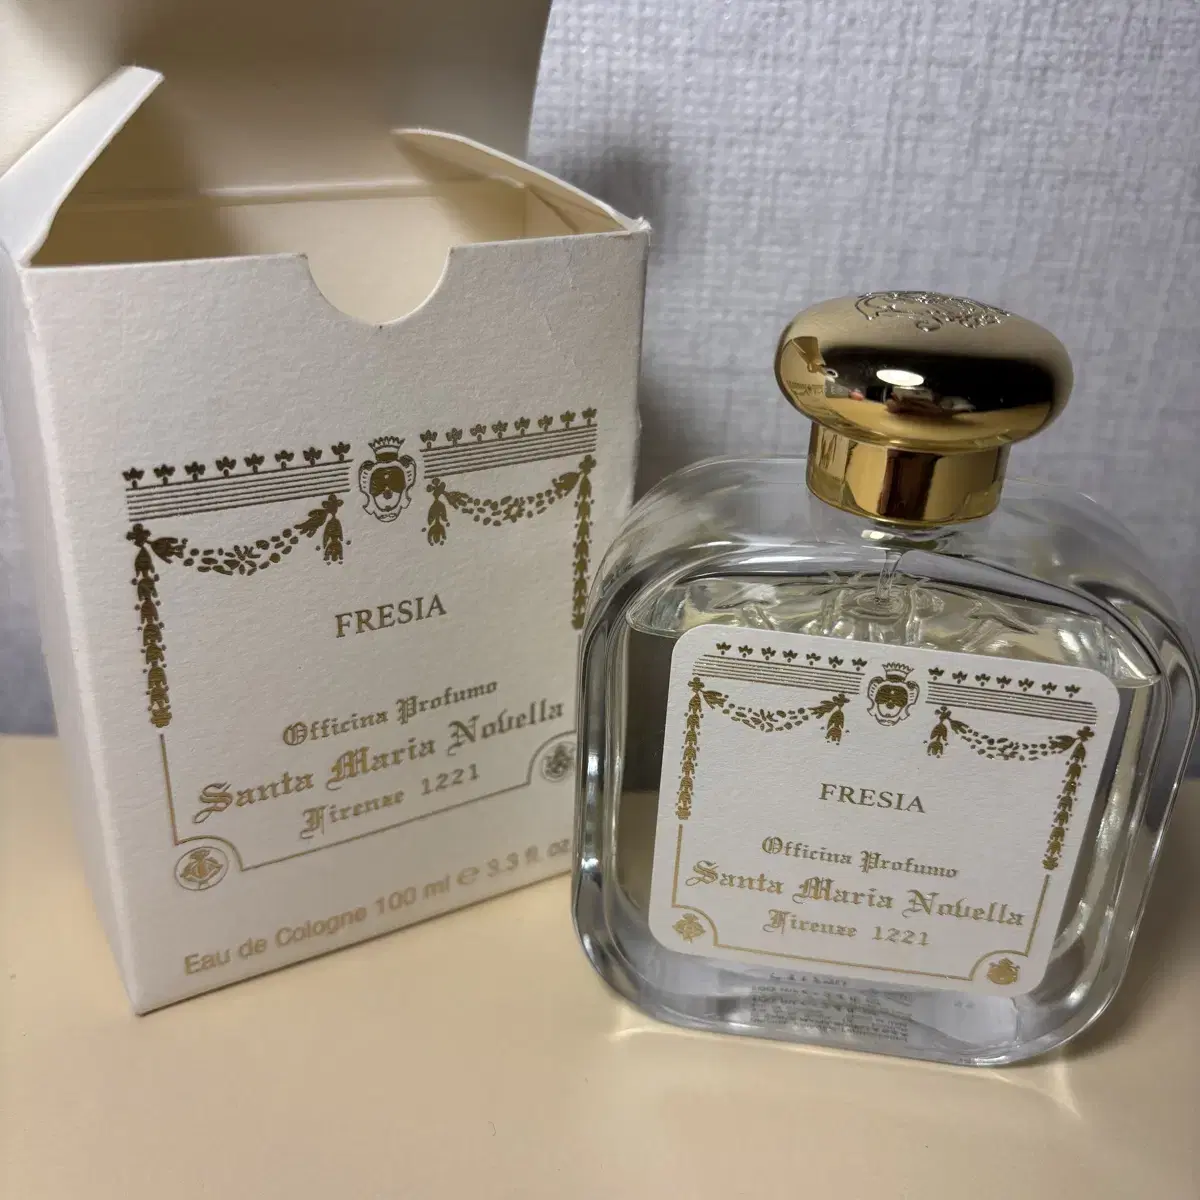 FRESIA
Officina Profumo
Santa Maria Novella
Firenze 1221
Eau de Cologne 100 ml e 3.3 fl. oz.
FRESIA
Officina Profumo
Santa Maria Novella
Firenze 1221